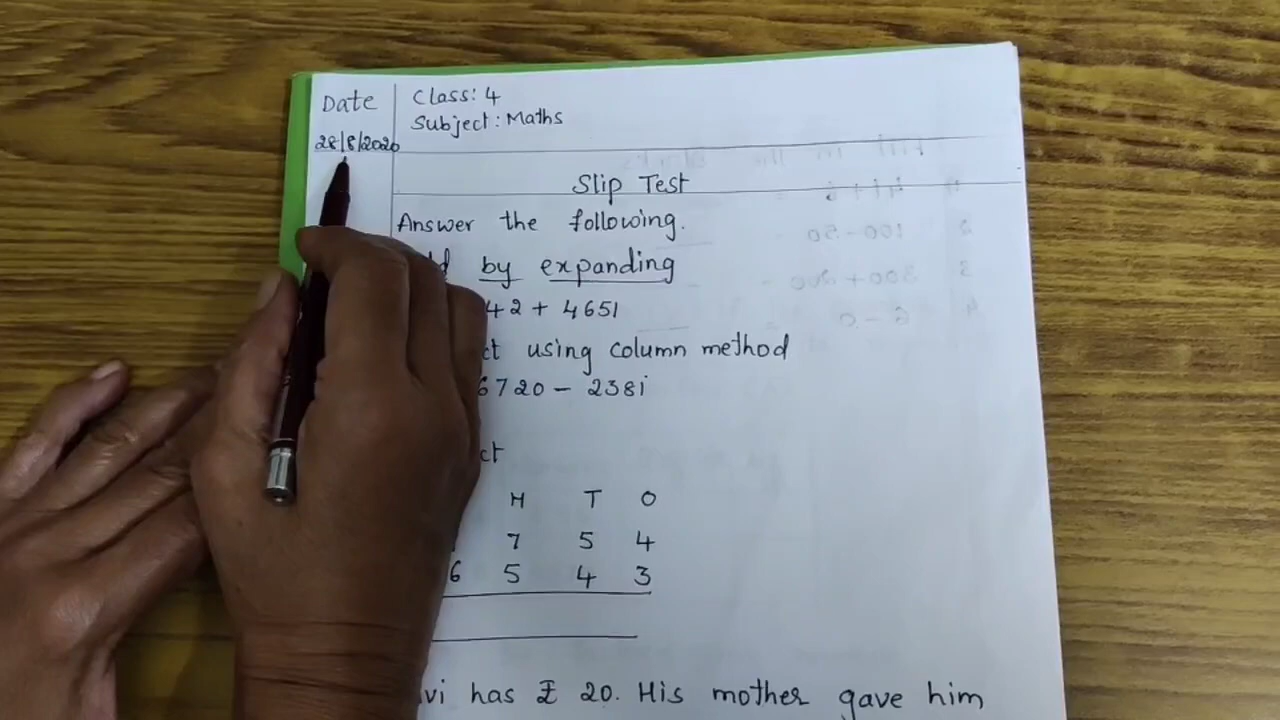 Date
28/8/2020
Class: 4
Subject: Maths
Slip Test
Answer the following.
by expanding
42 + 4651
using column method
6720 - 2381
H T O
7 5 4
6 5 4 3
has ₹ 20. His mother gave him